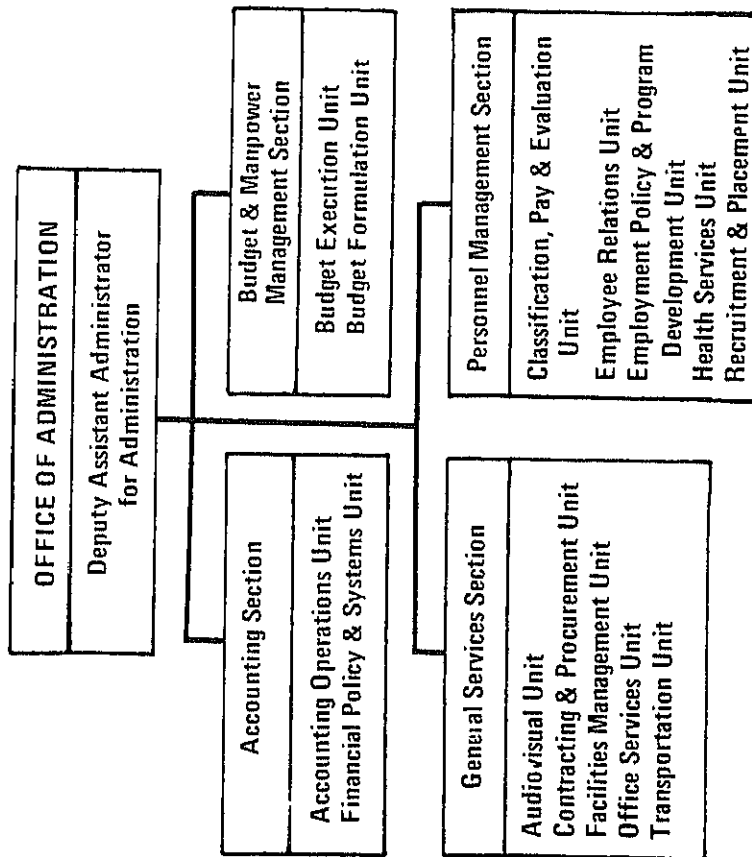 OFFICE OF ADMINISTRATION
Deputy Assistant Administrator
for Administration
Accounting Section
Accounting Operations Unit
Financial Policy & Systems Unit
Budget & Manpower
Management Section
Budget Execution Unit
Budget Formulation Unit
General Services Section
Audiovisual Unit
Contracting & Procurement Unit
Facilities Management Unit
Office Services Unit
Transportation Unit
Personnel Management Section
Classification, Pay & Evaluation
Unit
Employee Relations Unit
Employment Policy & Program
Development Unit
Health Services Unit
Recruitment & Placement Unit